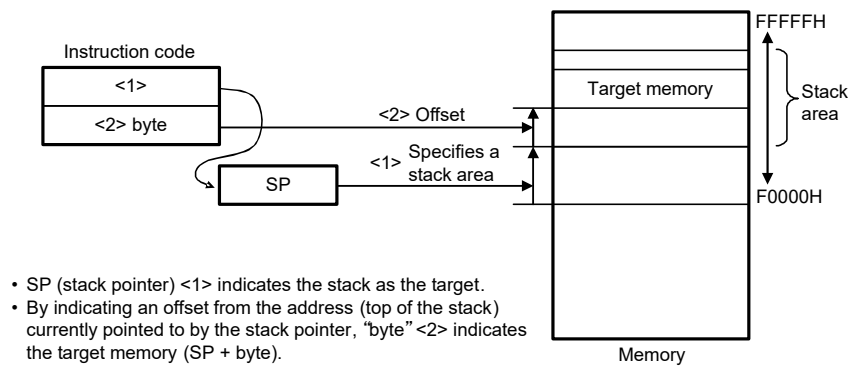 FFFFFH
Instruction code
<1>
<2> byte
Target memory
Stack
area
<2> Offset
<1> Specifies a
stack area
SP
F0000H
• SP (stack pointer) <1> indicates the stack as the target.
• By indicating an offset from the address (top of the stack)
currently pointed to by the stack pointer, “byte” <2> indicates
the target memory (SP + byte).
Memory